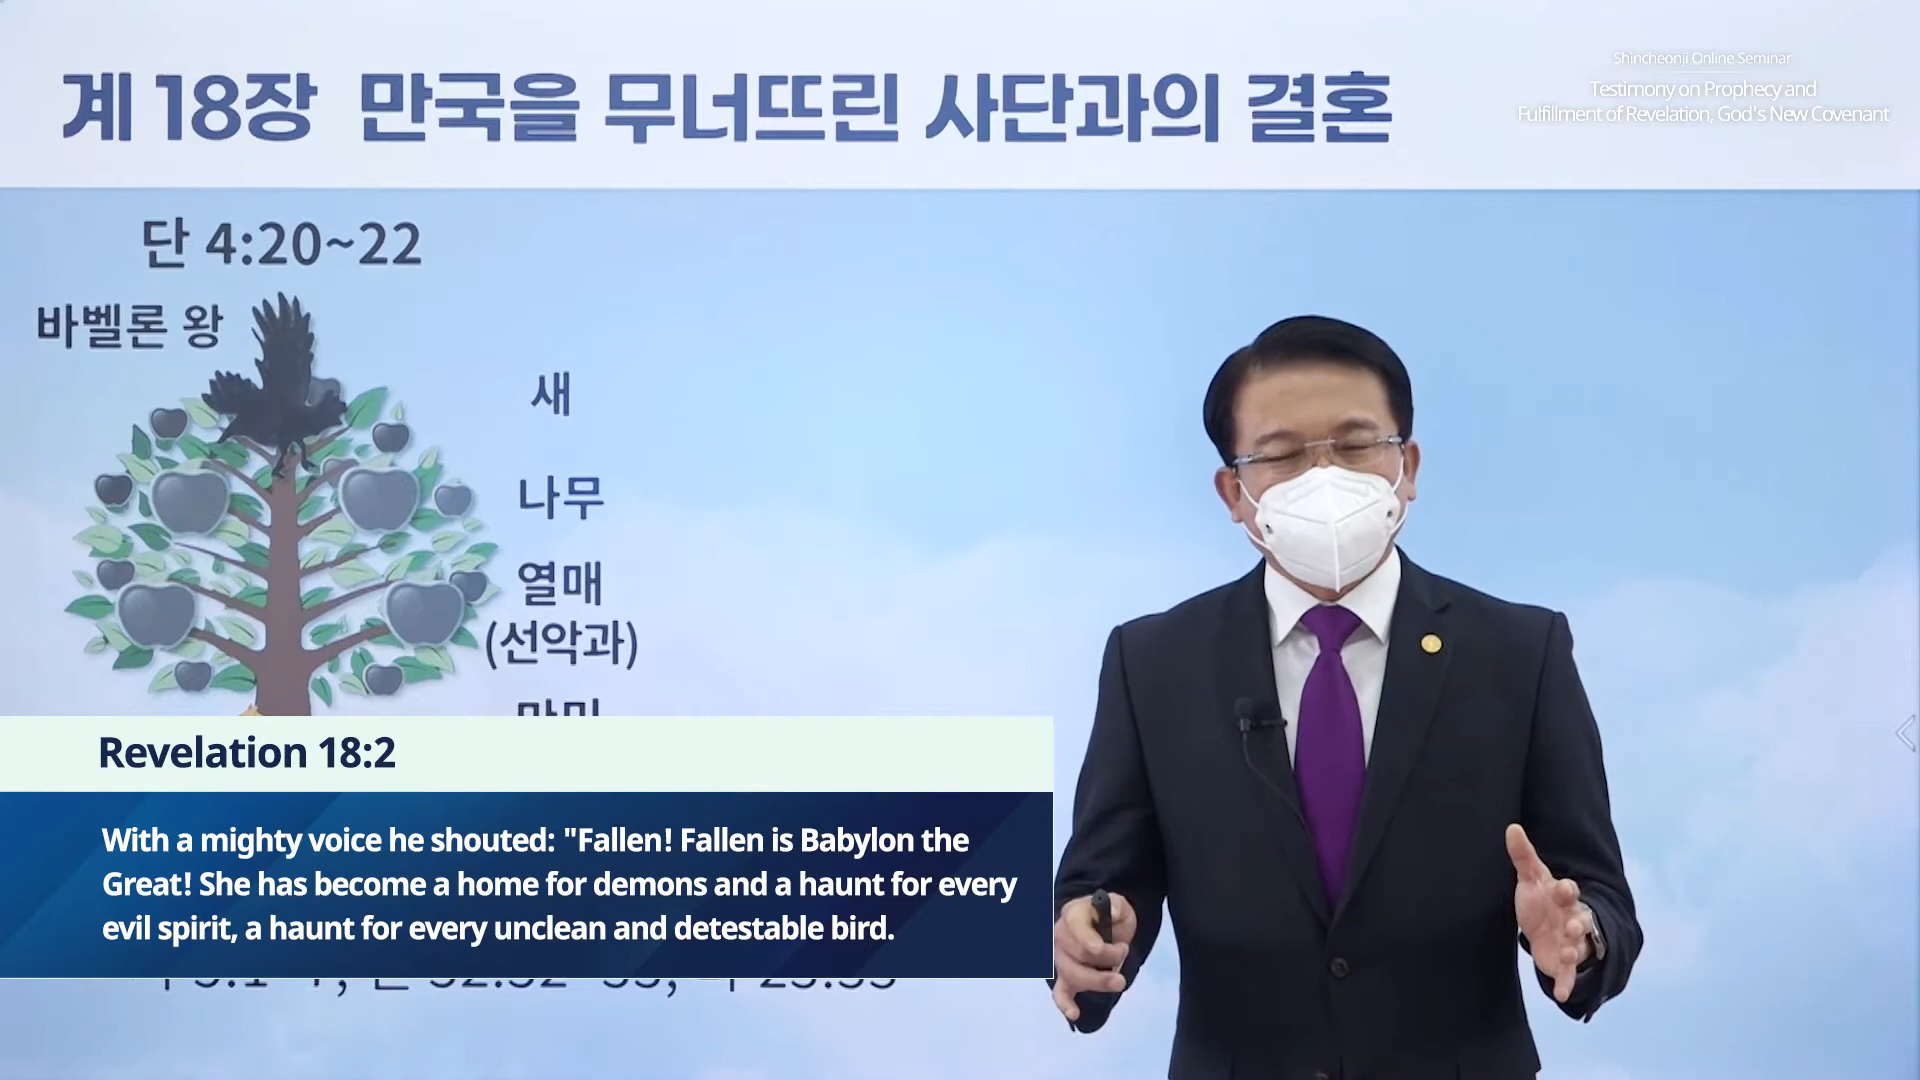 계 18장 만국을 무너뜨린 사단과의 결혼
Shincheonji Online Seminar
Testimony on Prophecy and
Fulfillment of Revelation, God's New Covenant
단 4:20~22
바벨론 왕
새
나무
열매
(선악과)
Revelation 18:2
With a mighty voice he shouted: "Fallen! Fallen is Babylon the
Great! She has become a home for demons and a haunt for every
evil spirit, a haunt for every unclean and detestable bird.